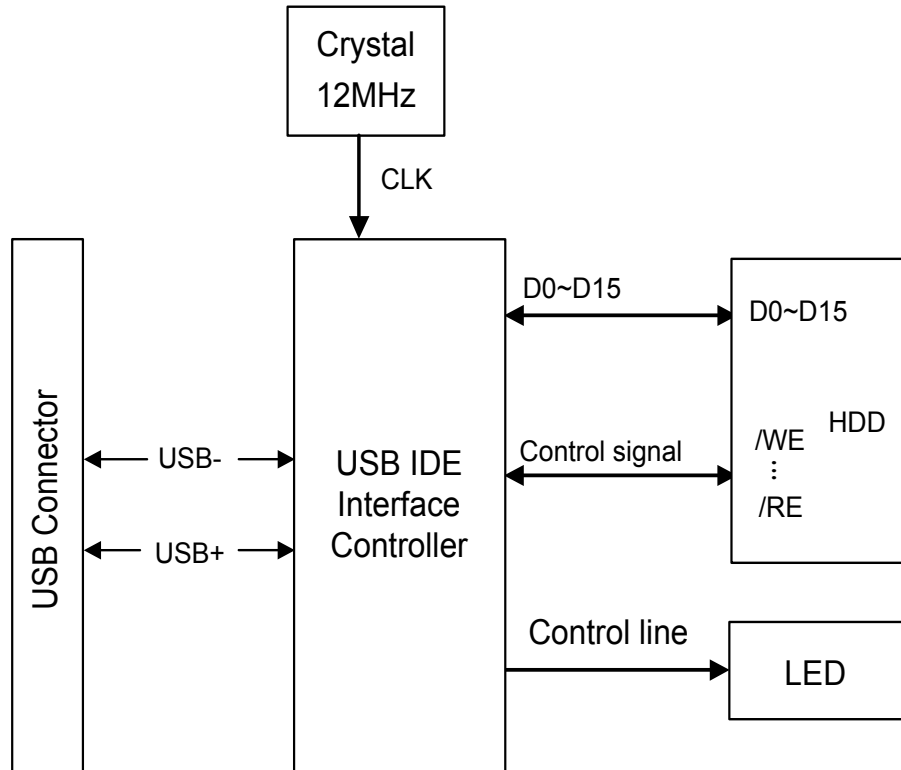 Crystal
12MHz
CLK
D0~D15
D0~D15
HDD
USB Connector
USB-
USB IDE
Interface
Controller
Control signal
/WE
⋮
/RE
USB+
Control line
LED